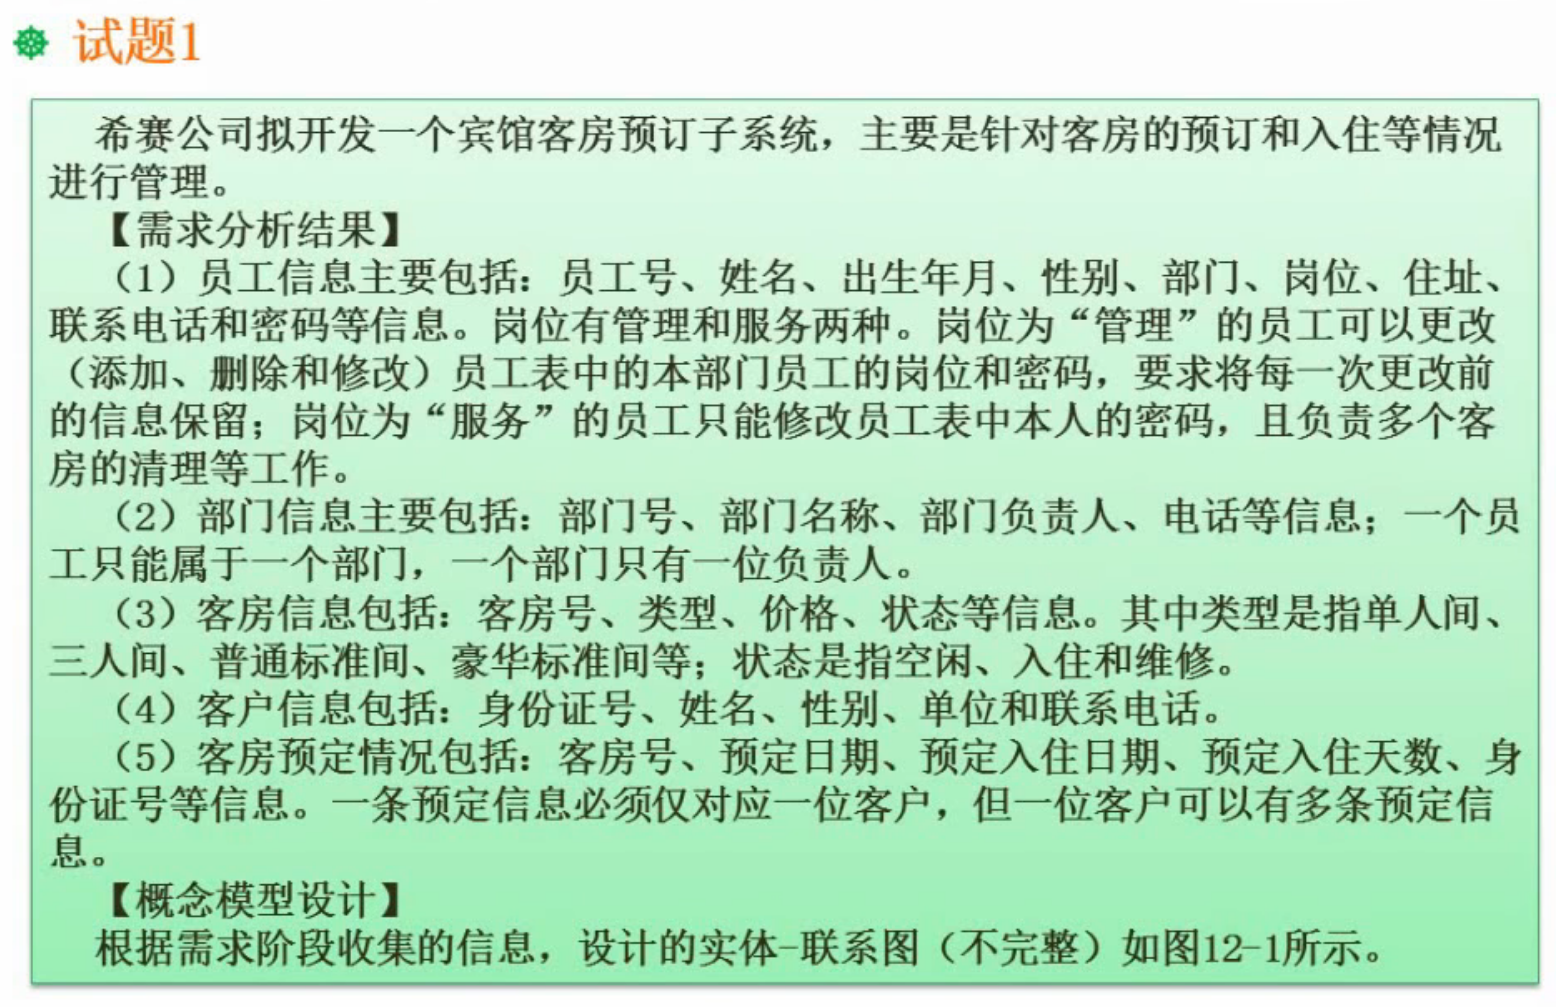 试题1
希赛公司拟开发一个宾馆客房预订子系统，主要是针对客房的预订和入住等情况
进行管理。
【需求分析结果】
（1）员工信息主要包括：员工号、姓名、出生年月、性别、部门、岗位、住址、
联系电话和密码等信息。岗位有管理和服务两种。岗位为“管理”的员工可以更改
（添加、删除和修改）员工表中的本部门员工的岗位和密码，要求将每一次更改前
的信息保留；岗位为“服务”的员工只能修改员工表中本人的密码，且负责多个客
房的清理等工作。
（2）部门信息主要包括：部门号、部门名称、部门负责人、电话等信息；一个员
工只能属于一个部门，一个部门只有一位负责人。
（3）客房信息包括：客房号、类型、价格、状态等信息。其中类型是指单人间、
三人间、普通标准间、豪华标准间等；状态是指空闲、入住和维修。
（4）客户信息包括：身份证号、姓名、性别、单位和联系电话。
（5）客房预定情况包括：客房号、预定日期、预定入住日期、预定入住天数、身
份证号等信息。一条预定信息必须仅对应一位客户，但一位客户可以有多条预定信
息。
【概念模型设计】
根据需求阶段收集的信息，设计的实体-联系图（不完整）如图12-1所示。